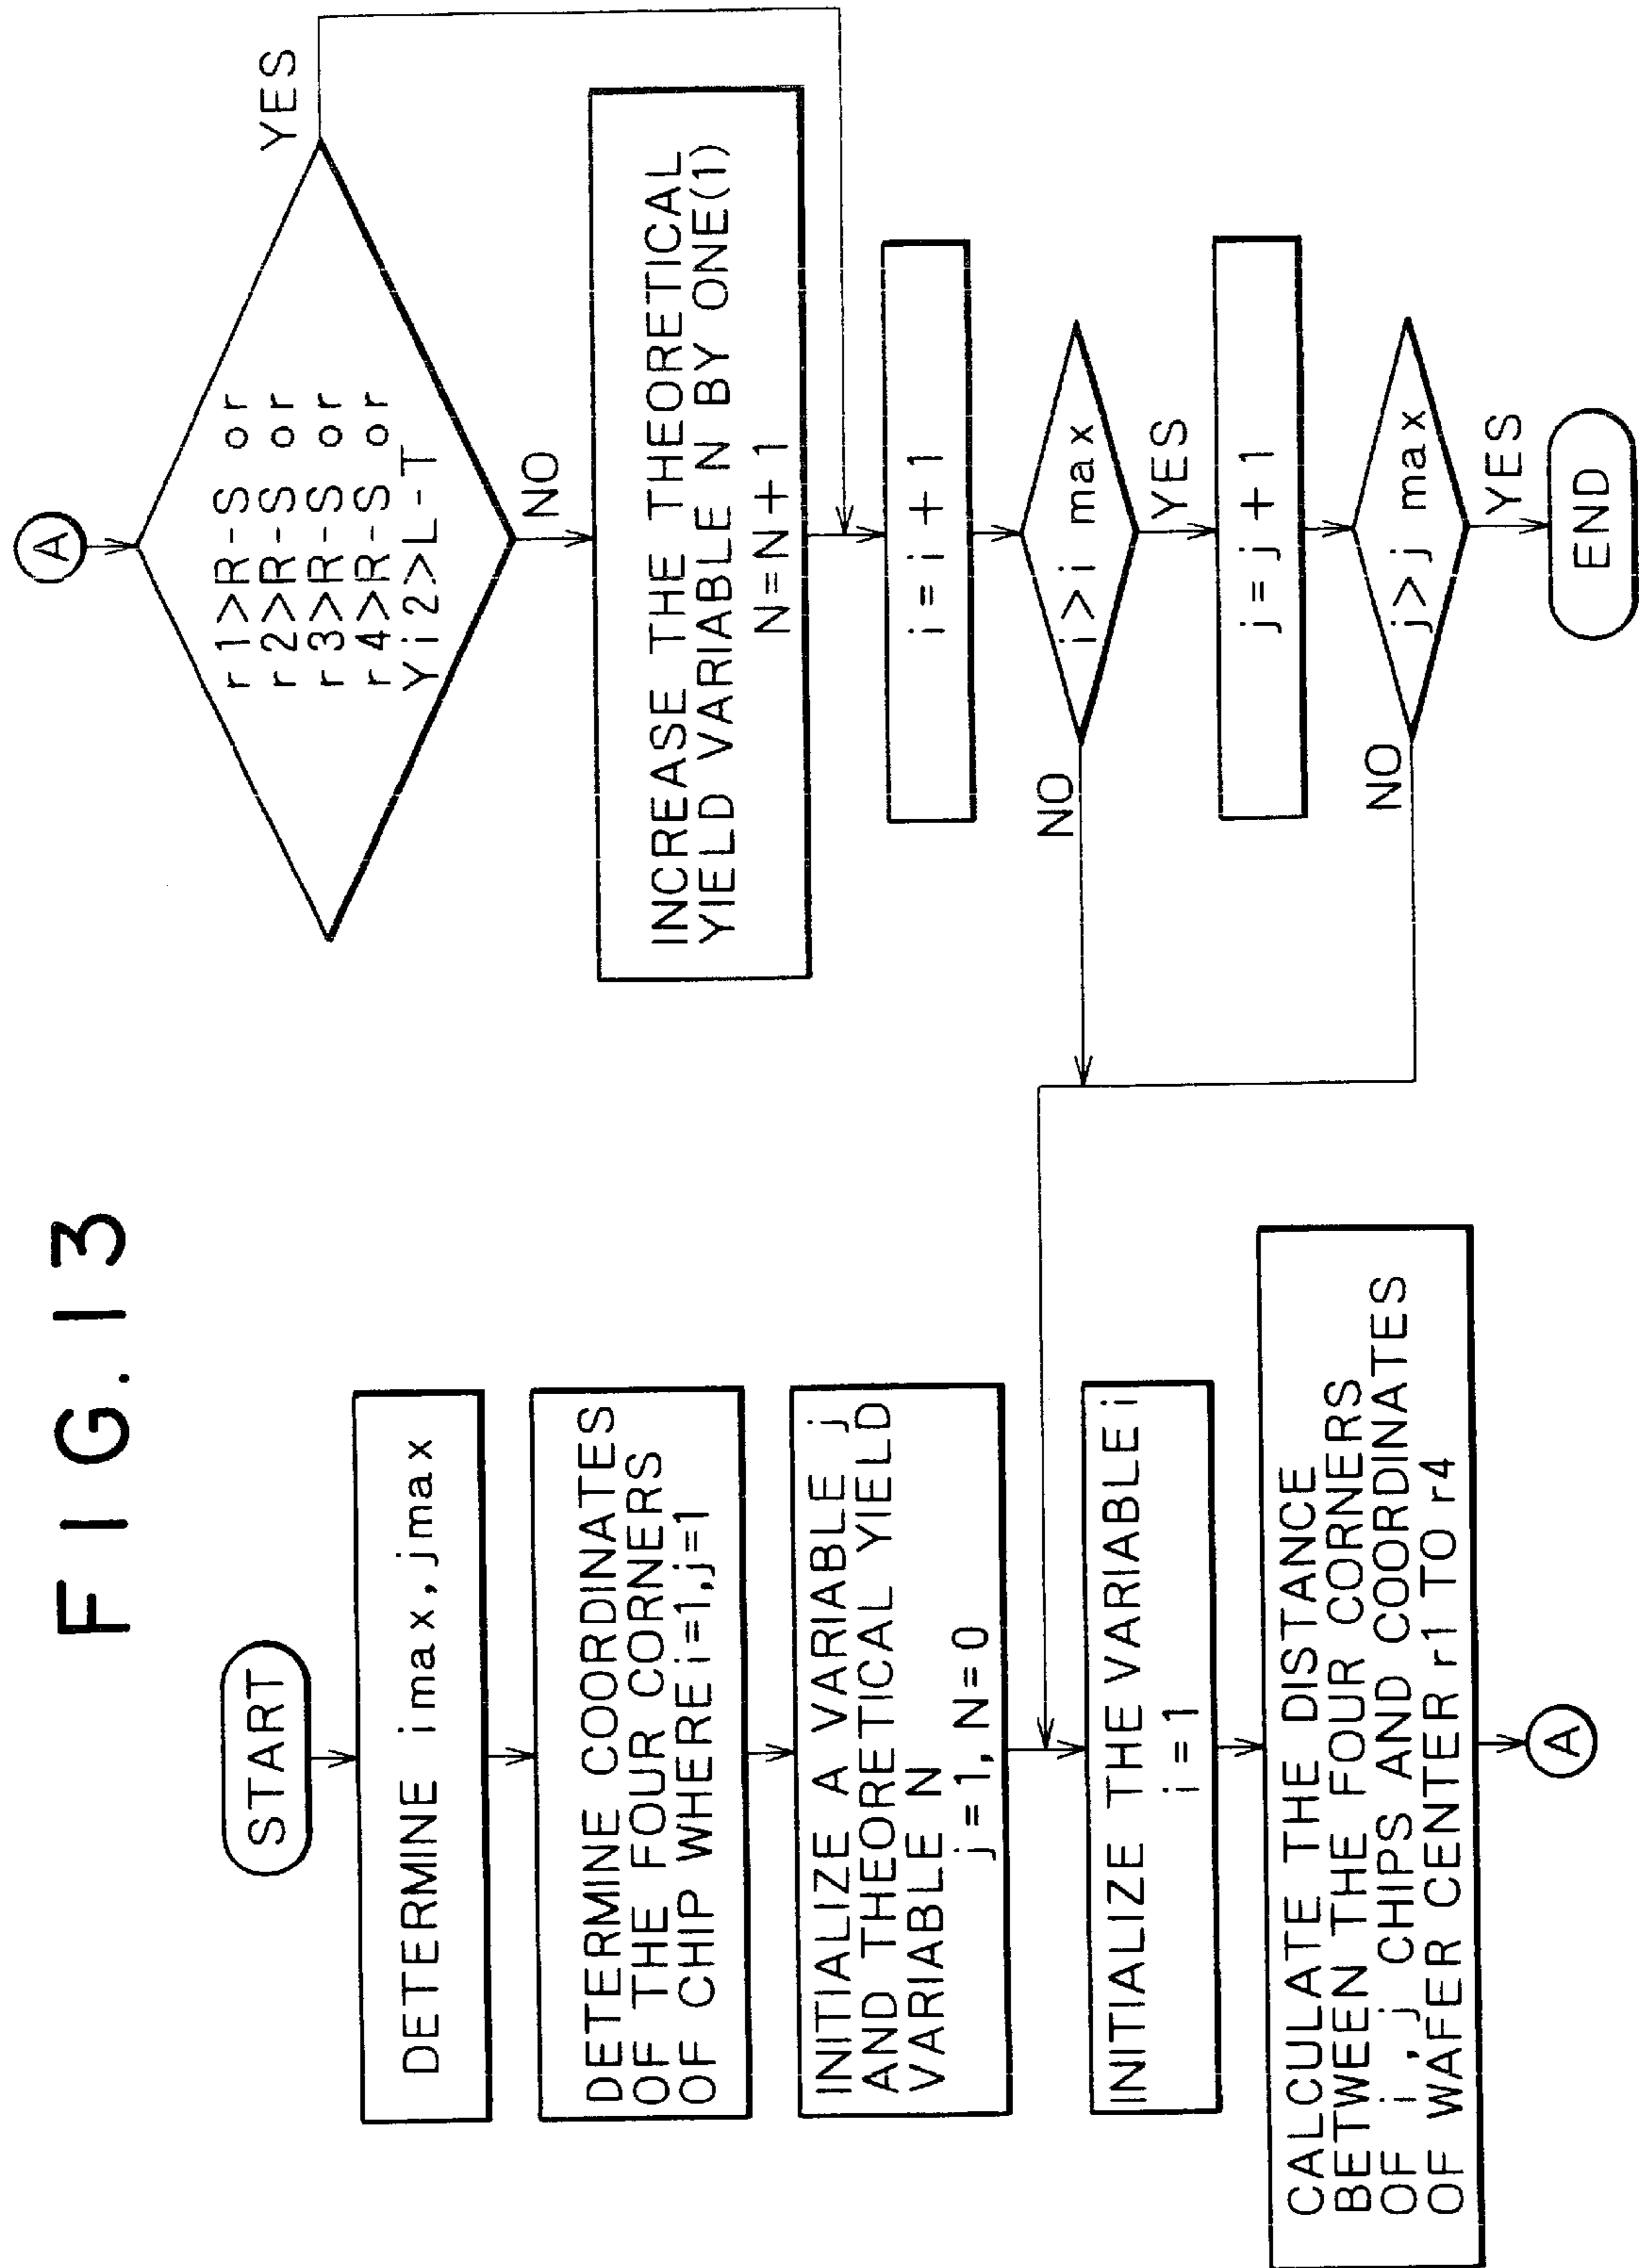 FIG.13
START
DETERMINE imax,jmax
DETERMINE COORDINATES
OF THE FOUR CORNERS
OF CHIP WHERE i=1,j=1
INITIALIZE A VARIABLE j
AND THEORETICAL YIELD
VARIABLE N
j=1, N=0
INITIALIZE THE VARIABLE i
i=1
CALCULATE THE DISTANCE
BETWEEN THE FOUR CORNERS
OF i, j CHIPS AND COORDINATES
OF WAFER CENTER r1 TO r4
A
A
r1>R-S or
r2>R-S or
r3>R-S or
r4>R-S or
Yi2>L-T
YES
NO
INCREASE THE THEORETICAL
YIELD VARIABLE N BY ONE(1)
N=N+1
i=i+1
i>i max
NO
YES
j=j+1
j>j max
NO
YES
END